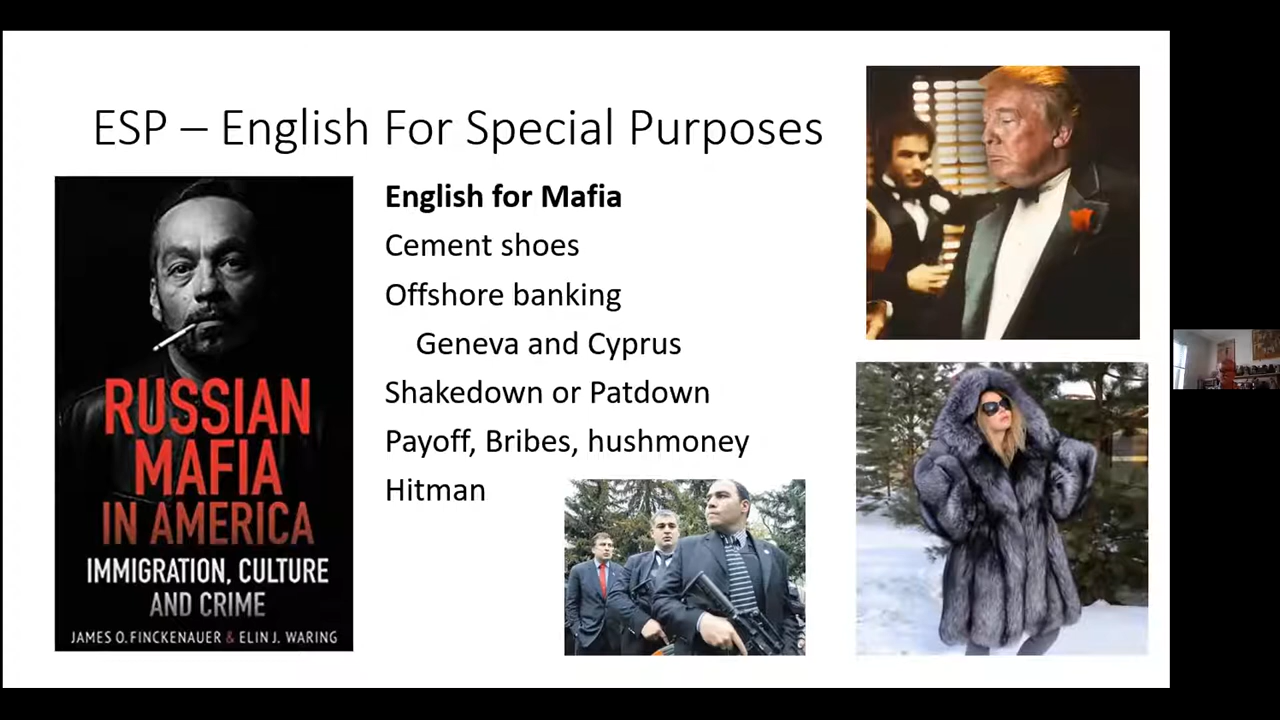 ESP – English For Special Purposes
English for Mafia
Cement shoes
Offshore banking
Geneva and Cyprus
Shakedown or Patdown
Payoff, Bribes, hushmoney
Hitman
RUSSIAN
MAFIA
IN AMERICA
IMMIGRATION, CULTURE
AND CRIME
JAMES O. FINCKENAUER & ELIN J. WARING